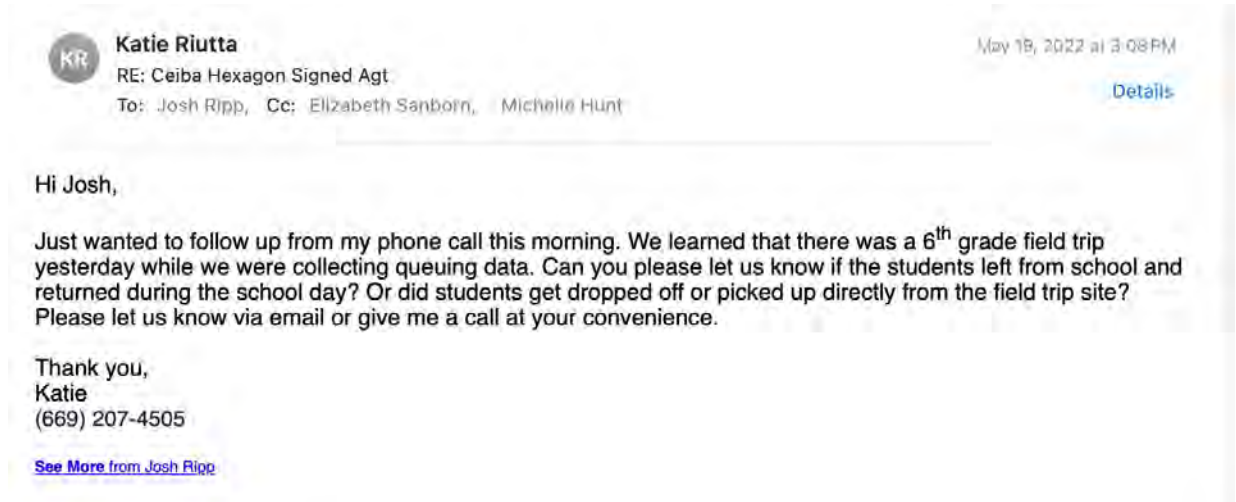 KR
Katie Riutta
May 19, 2022 at 3:08 PM
RE: Ceiba Hexagon Signed Agt
Details
To: Josh Ripp, Cc: Elizabeth Sanborn, Michelle Hunt
Hi Josh,
Just wanted to follow up from my phone call this morning. We learned that there was a 6th grade field trip
yesterday while we were collecting queuing data. Can you please let us know if the students left from school and
returned during the school day? Or did students get dropped off or picked up directly from the field trip site?
Please let us know via email or give me a call at your convenience.
Thank you,
Katie
(669) 207-4505
See More from Josh Ripp